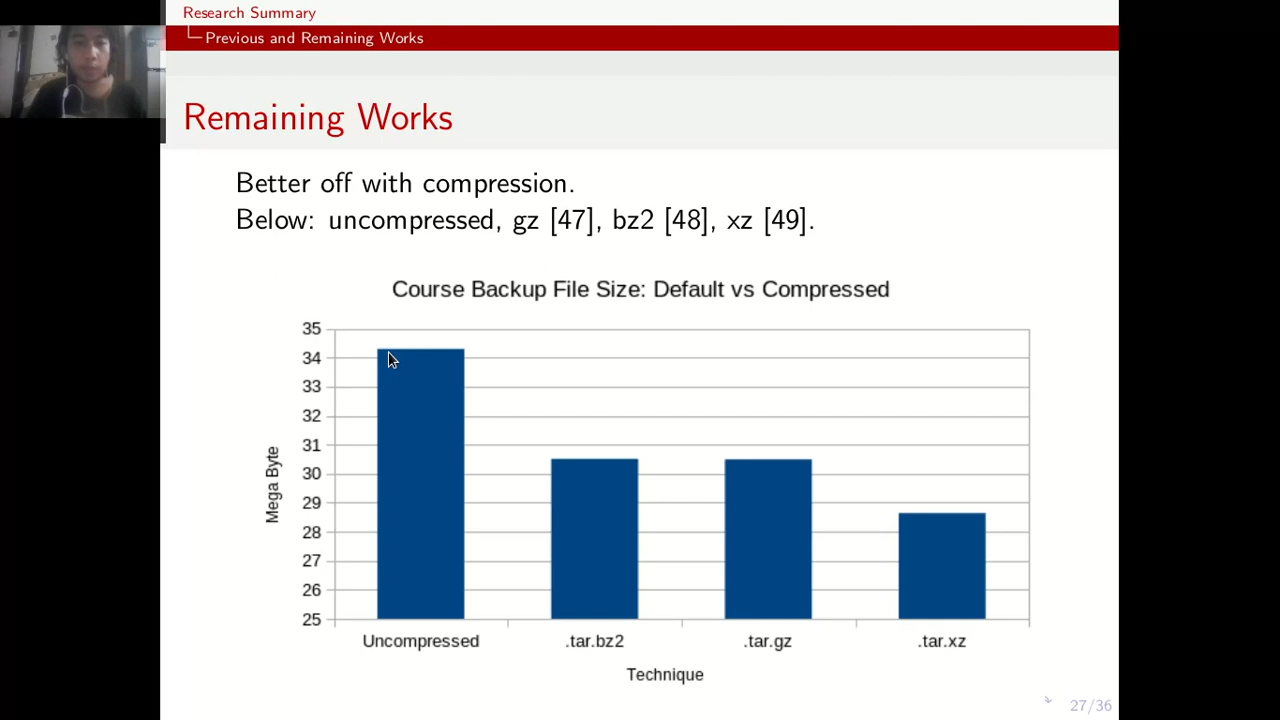 Research Summary
Previous and Remaining Works
Remaining Works
Better off with compression.
Below: uncompressed, gz [47], bz2 [48], xz [49].
Course Backup File Size: Default vs Compressed
35
34
33
32
31
30
29
28
27
26
25
Mega Byte
Uncompressed .tar.bz2 .tar.gz .tar.xz
Technique
27/36